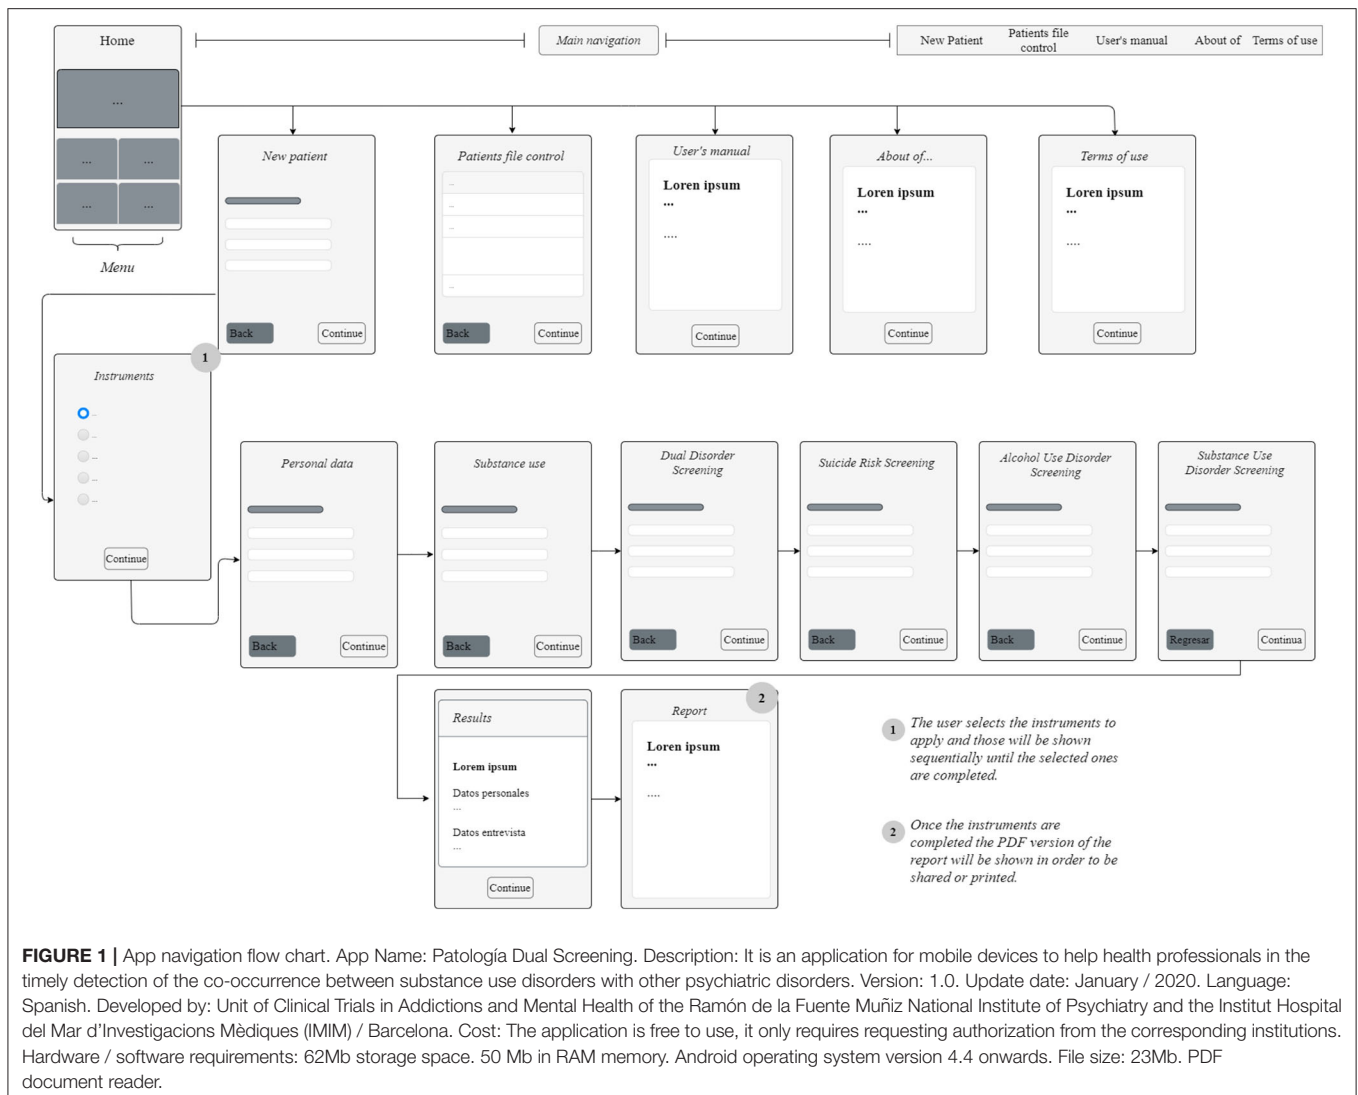 Home
Main navigation
New Patient
Patients file
control
User's manual
About of
Terms of use
...
... ...
... ...
Menu
New patient
Back Continue
Patients file control
..
..
..
..
Back Continue
User's manual
Loren ipsum
...
....
Continue
About of...
Loren ipsum
...
....
Continue
Terms of use
Loren ipsum
...
....
Continue
1
Instruments
..
..
..
..
..
Continue
Personal data
Back Continue
Substance use
Back Continue
Dual Disorder
Screening
Back Continue
Suicide Risk Screening
Back Continue
Alcohol Use Disorder
Screening
Back Continue
Substance Use
Disorder Screening
Regresar Continua
Results
Lorem ipsum
Datos personales
...
Datos entrevista
...
Continue
2
Report
Loren ipsum
...
....
1 The user selects the instruments to
apply and those will be shown
sequentially until the selected ones
are completed.
2 Once the instruments are
completed the PDF version of the
report will be shown in order to be
shared or printed.
FIGURE 1 | App navigation flow chart. App Name: Patología Dual Screening. Description: It is an application for mobile devices to help health professionals in the
timely detection of the co-occurrence between substance use disorders with other psychiatric disorders. Version: 1.0. Update date: January / 2020. Language:
Spanish. Developed by: Unit of Clinical Trials in Addictions and Mental Health of the Ramón de la Fuente Muñiz National Institute of Psychiatry and the Institut Hospital
del Mar d'Investigacions Mèdiques (IMIM) / Barcelona. Cost: The application is free to use, it only requires requesting authorization from the corresponding institutions.
Hardware / software requirements: 62Mb storage space. 50 Mb in RAM memory. Android operating system version 4.4 onwards. File size: 23Mb. PDF
document reader.